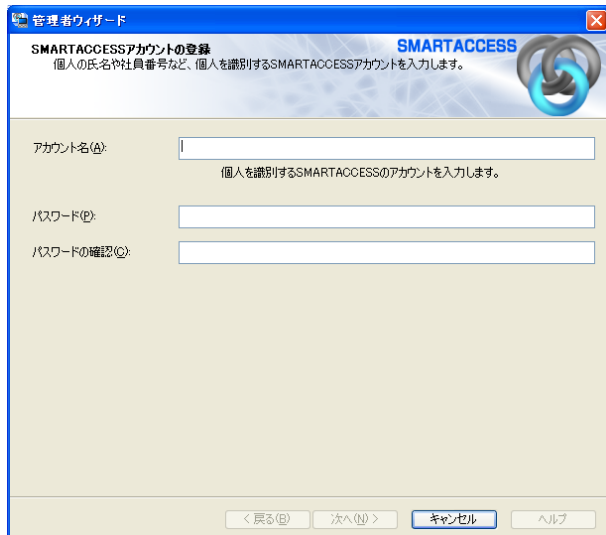 管理者ウィザード
SMARTACCESSアカウントの登録
SMARTACCESS
個人の氏名や社員番号など、個人を識別するSMARTACCESSアカウントを入力します。
アカウント名(A):
個人を識別するSMARTACCESSのアカウントを入力します。
パスワード(P):
パスワードの確認(C):
< 戻る(B)
次へ(N) >
キャンセル
ヘルプ